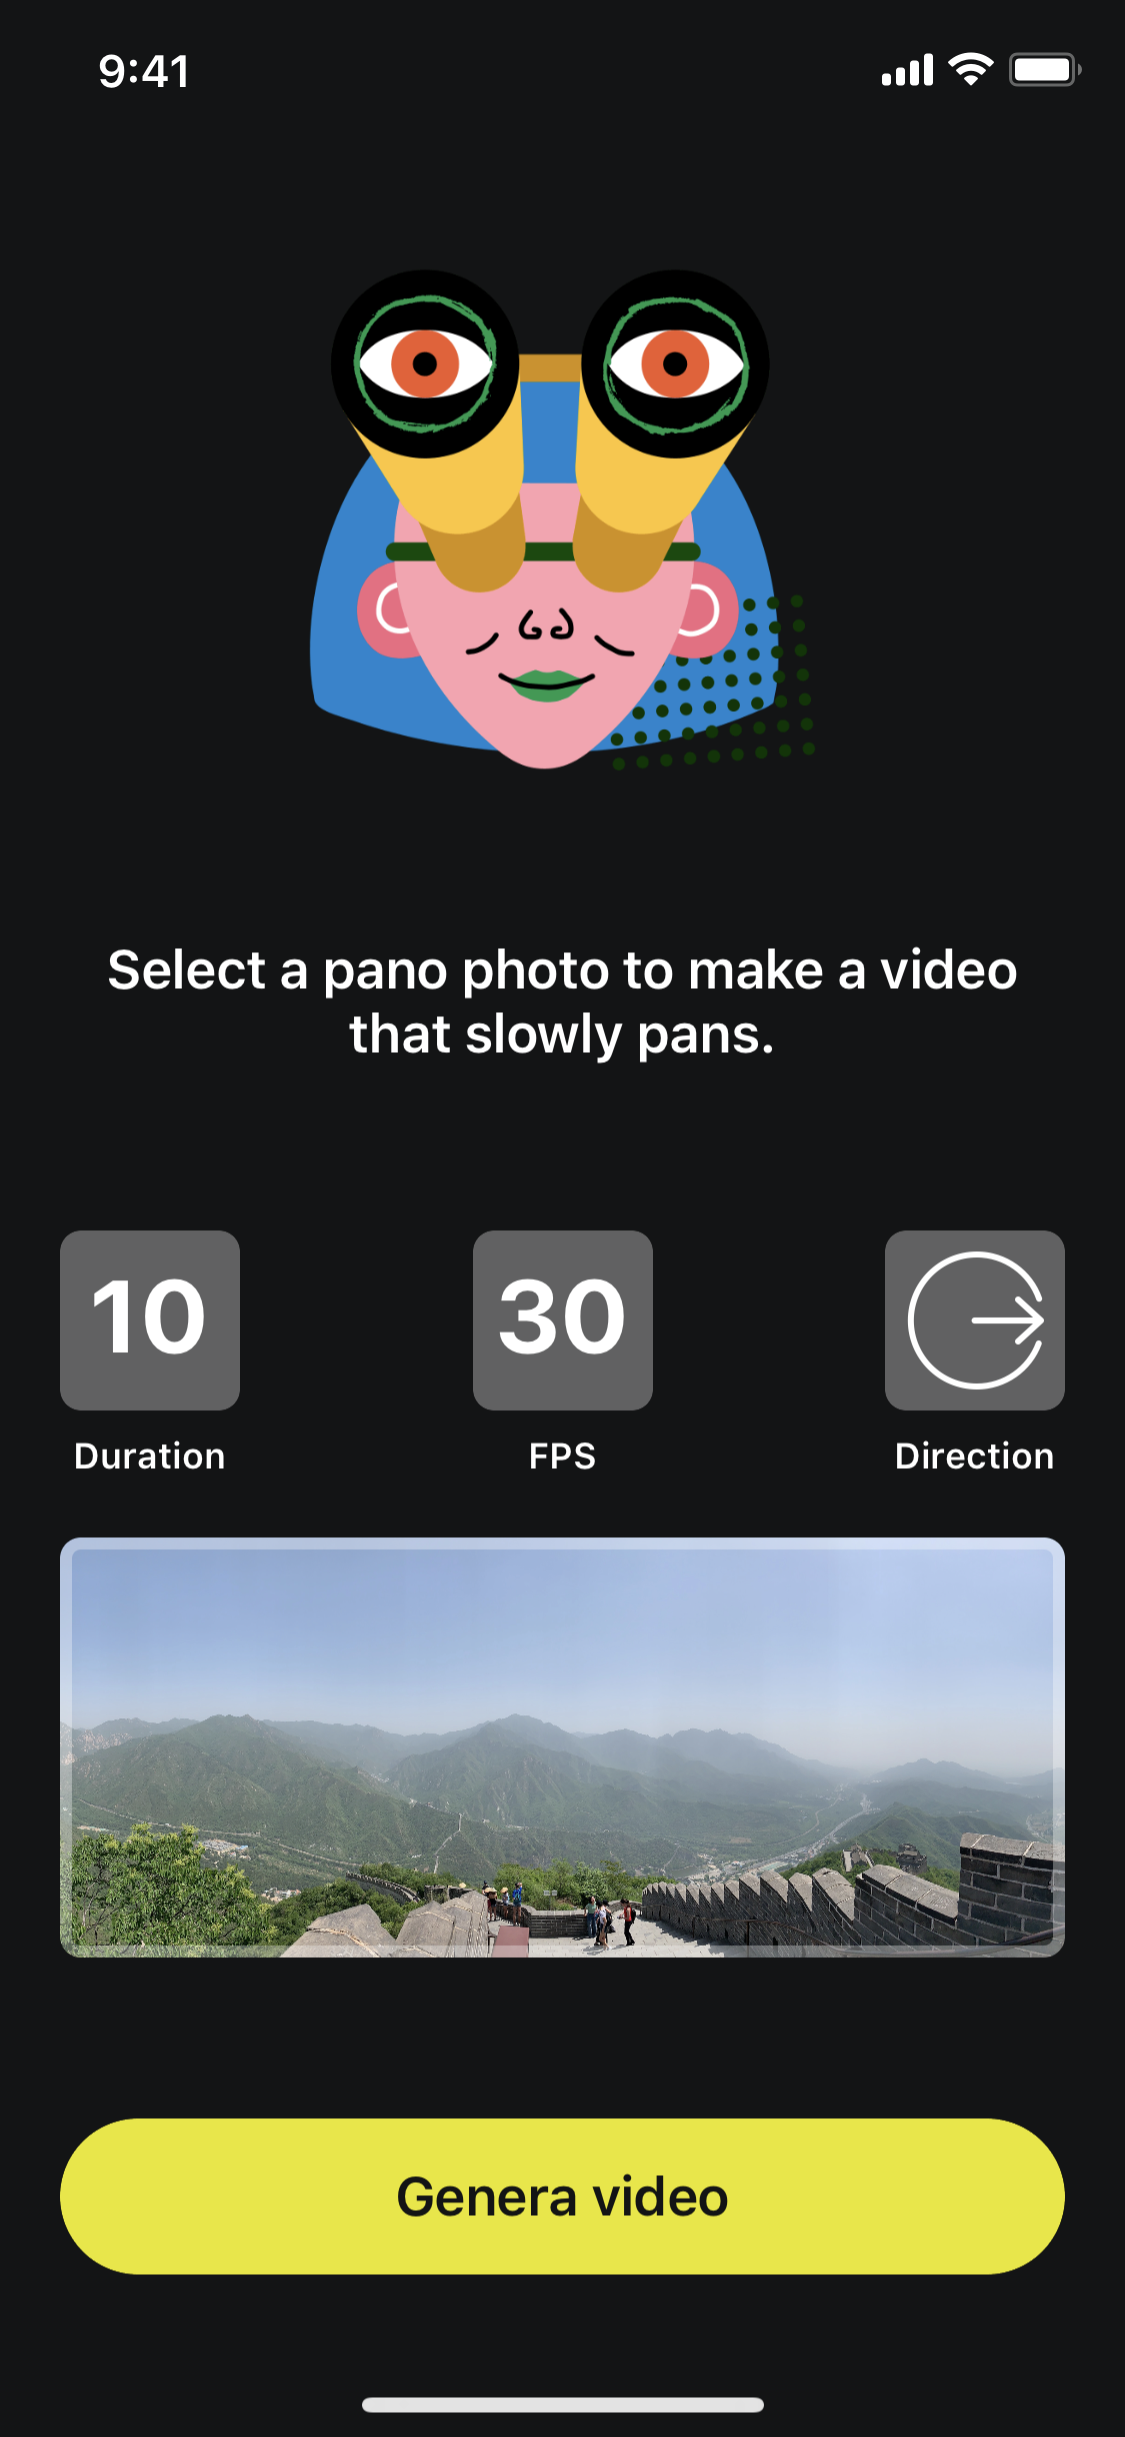 9:41
Select a pano photo to make a video
that slowly pans.
10
30
Duration
FPS
Direction
Genera video